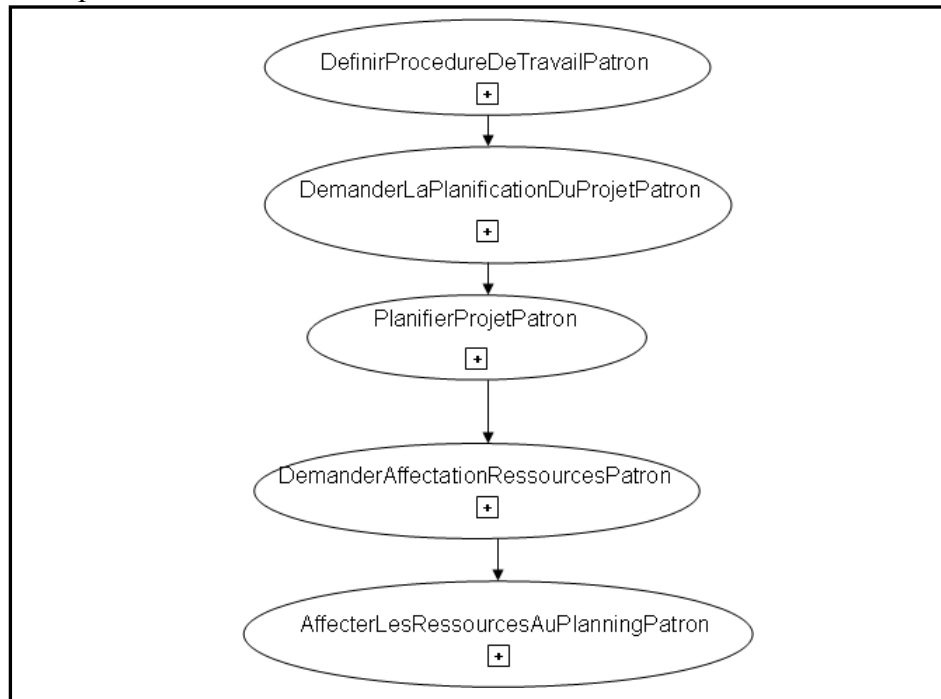 DefinirProcedureDeTravailPatron
+
DemanderLaPlanificationDuProjetPatron
+
PlanifierProjetPatron
+
DemanderAffectationRessourcesPatron
+
AffecterLesRessourcesAuPlanningPatron
+